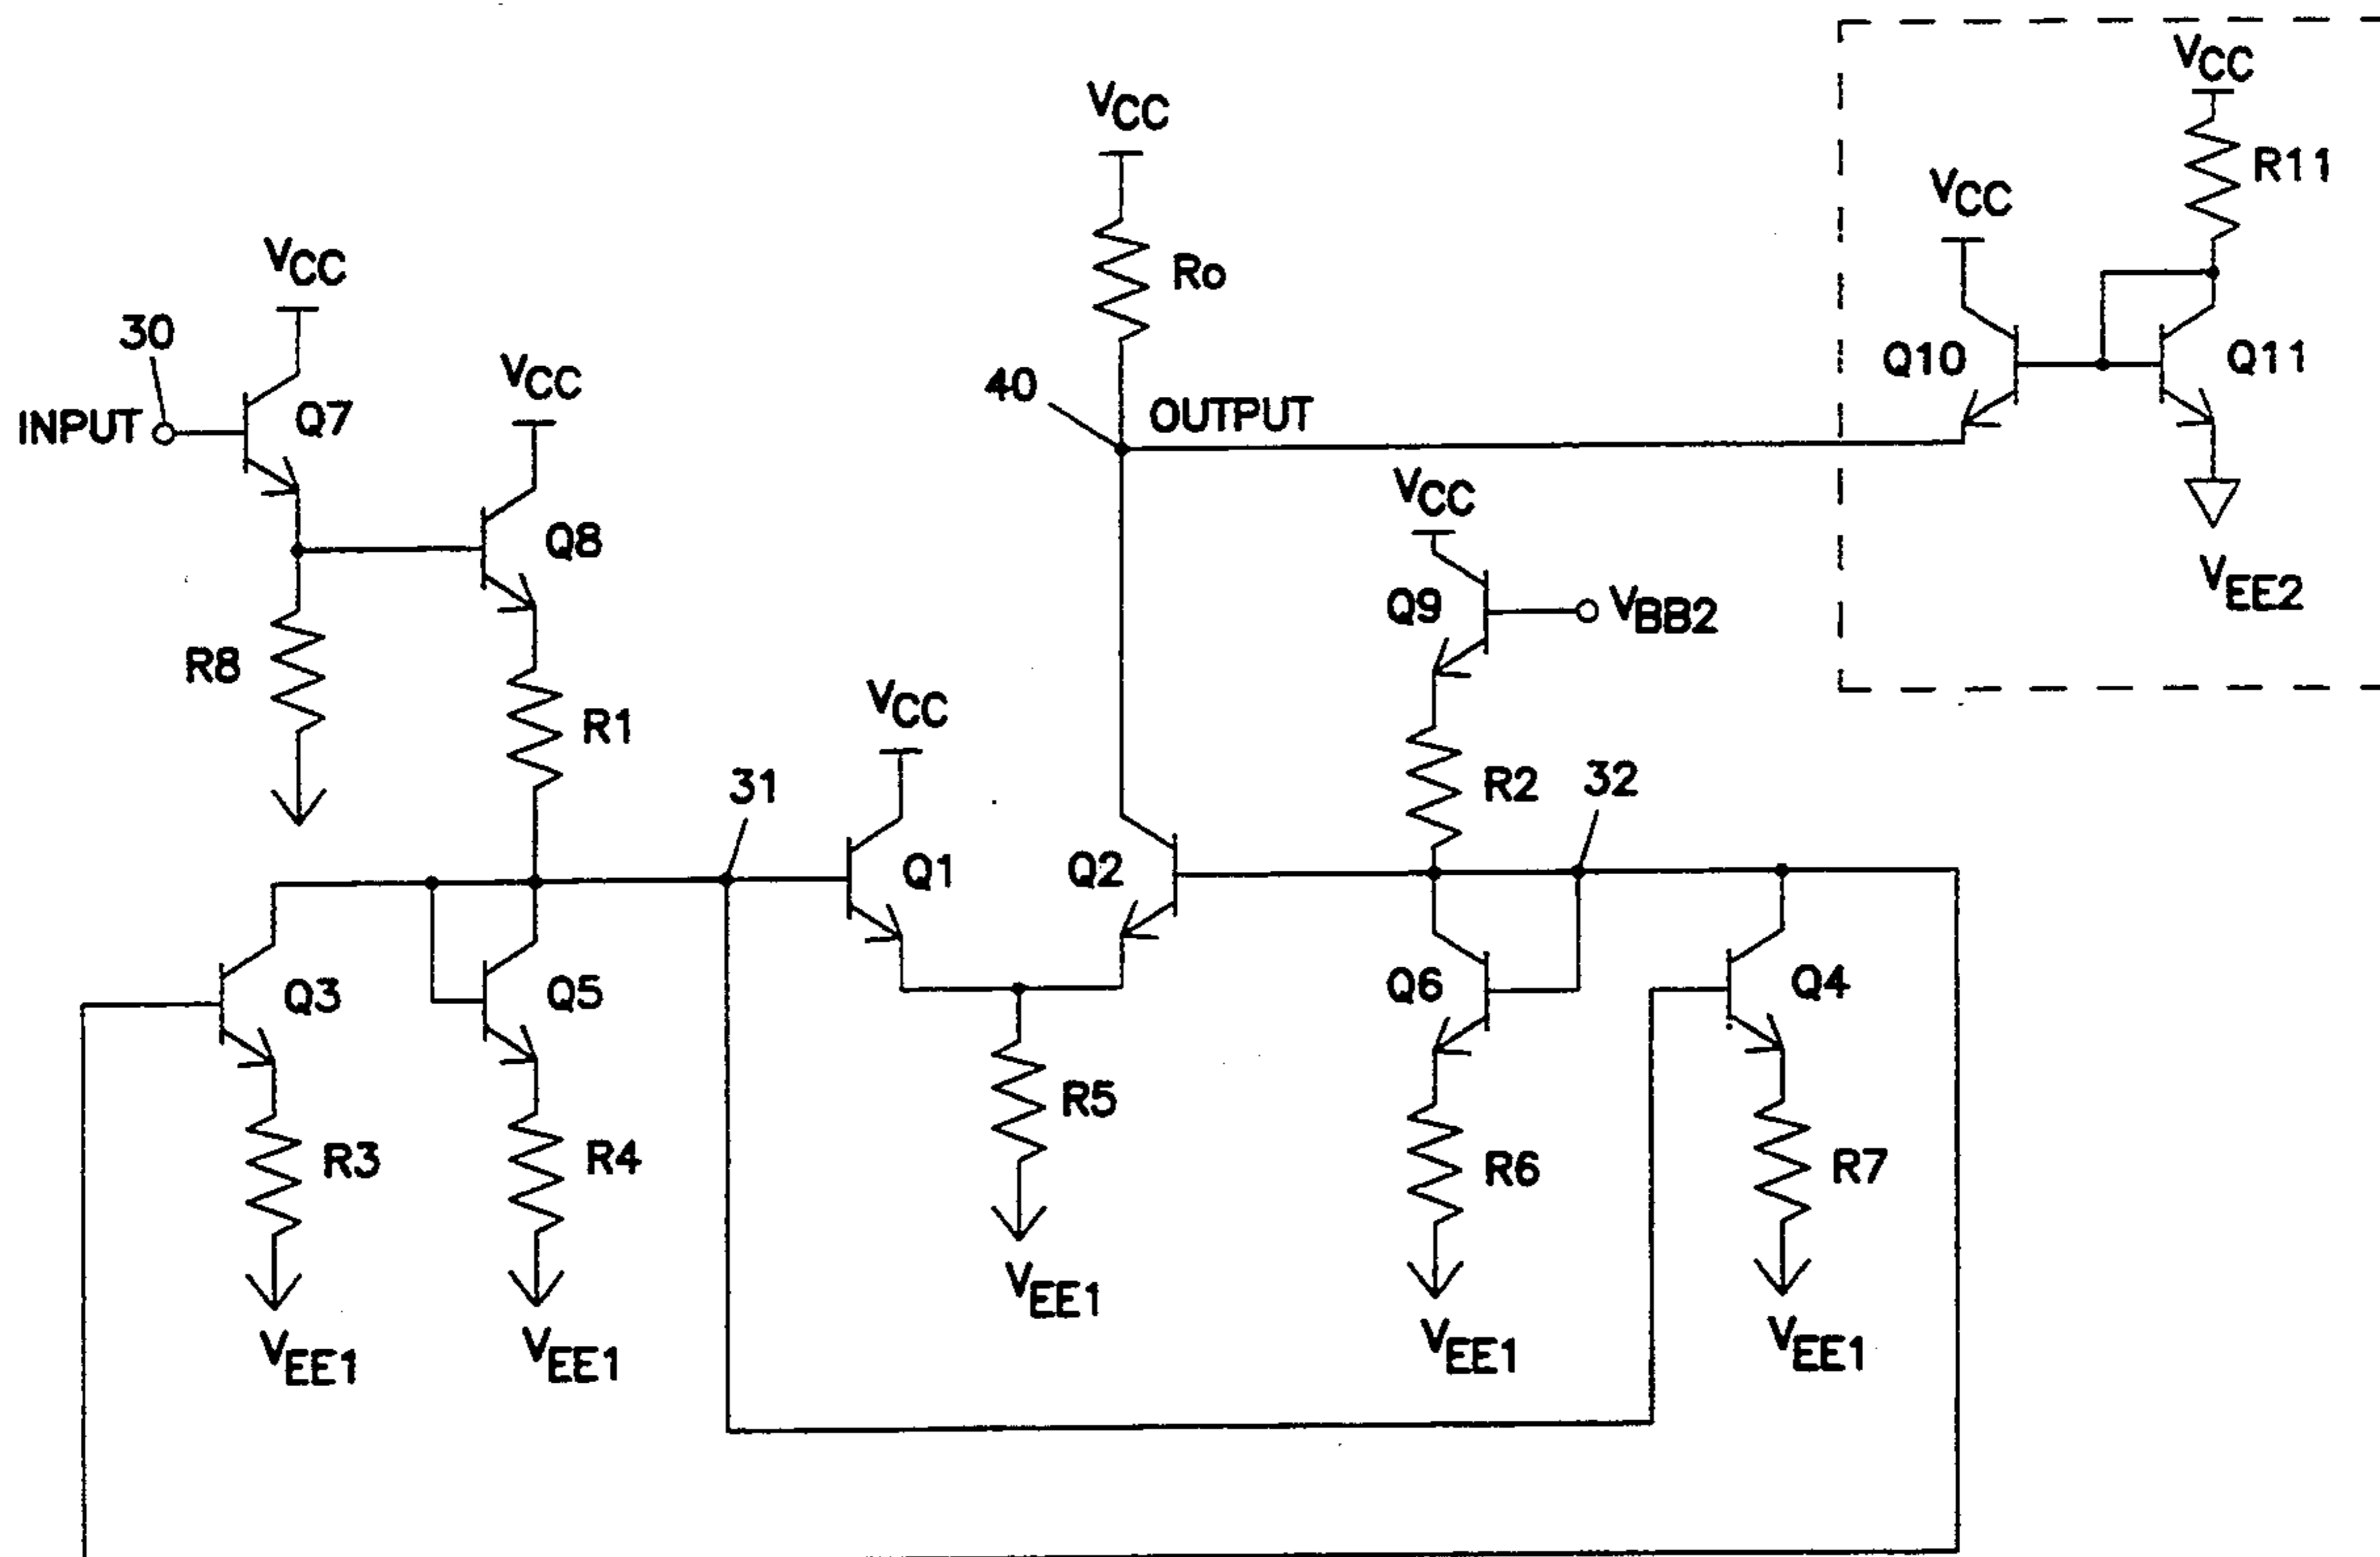 VCC
R11
VCC
VCC
Ro
Q10
Q11
VCC
30
Q7
INPUT
VCC
40
OUTPUT
Q8
VCC
Q9
VBB2
VEE2
R8
R1
VCC
31
R2
32
Q1
Q2
Q3
Q5
Q6
Q4
R5
R3
R4
R6
R7
VEE1
VEE1
VEE1
VEE1
VEE1